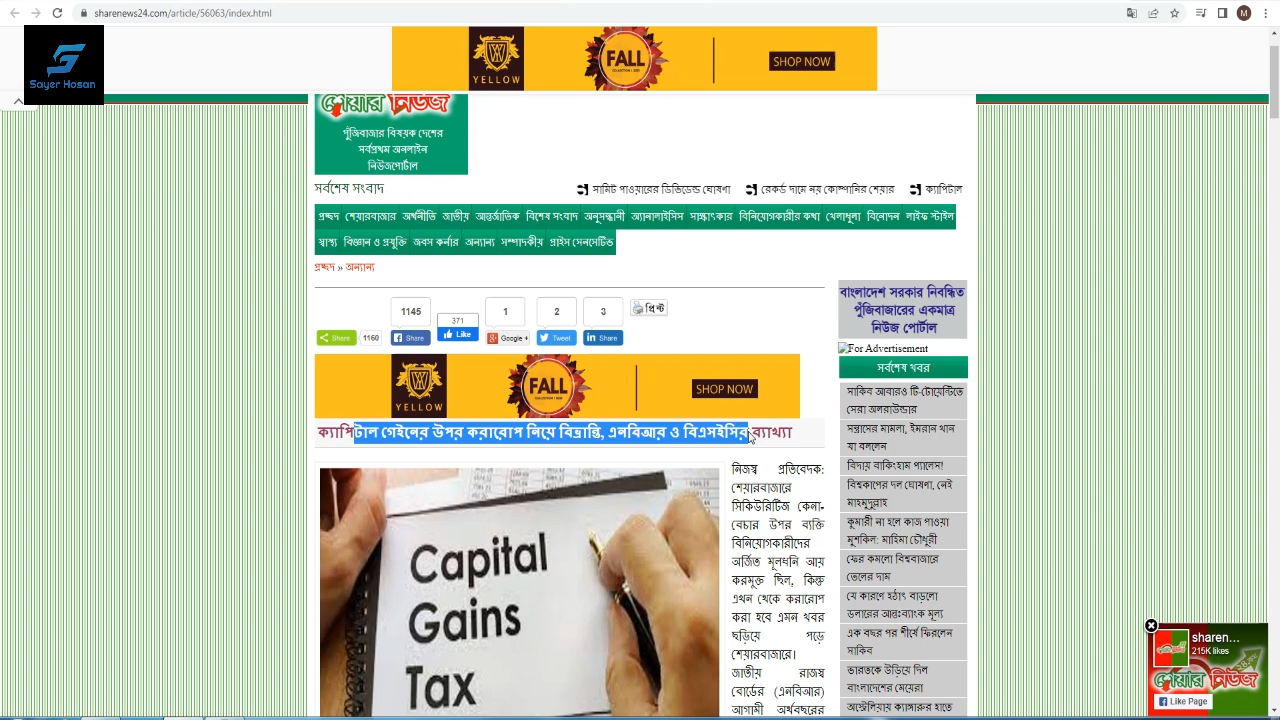 sharenews24.com/article/56063/index.html
M
Sayer Hosan
YELLOW
FALL
SHOP NOW
শেয়ার নিউজ
পুঁজিবাজার বিষয়ক দেশের
সর্বপ্রথম অনলাইন
নিউজপোর্টাল
সর্বশেষ সংবাদ
সামিট পাওয়ারের ডিভিডেন্ড ঘোষণা
রেকর্ড দামে নয় কোম্পানির শেয়ার
ক্যাপিটাল
প্রচ্ছদ শেয়ারবাজার অর্থনীতি জাতীয় আন্তর্জাতিক বিশেষ সংবাদ অনুসন্ধানী অ্যানালাইসিস সাক্ষাৎকার বিনিয়োগকারীর কথা খেলাধুলা বিনোদন লাইফ স্টাইল
স্বাস্থ্য বিজ্ঞান ও প্রযুক্তি জবস কর্নার অন্যান্য সম্পাদকীয় প্রাইস সেনসেটিভ
প্রচ্ছদ » অন্যান্য
Share 1160
1145
Share
371
Like
1
Google +
2
Tweet
3
Share
প্রিন্ট
YELLOW
FALL
SHOP NOW
ক্যাপিটাল গেইনের উপর করারোপ নিয়ে বিভ্রান্তি, এনবিআর ও বিএসইসির ব্যাখ্যা
Capital
Gains
Tax
নিজস্ব প্রতিবেদক:
শেয়ারবাজারে
সিকিউরিটিজ কেনা-
বেচার উপর ব্যক্তি
বিনিয়োগকারীদের
অর্জিত মূলধনি আয়
করমুক্ত ছিল, কিন্তু
এখন থেকে করারোপ
করা হবে এমন খবর
ছড়িয়ে পড়ে
শেয়ারবাজারে।
জাতীয় রাজস্ব
বোর্ডের (এনবিআর)
আগামী অর্থবছরের
বাংলাদেশ সরকার নিবন্ধিত
পুঁজিবাজারের একমাত্র
নিউজ পোর্টাল
For Advertisement
সর্বশেষ খবর
সাকিব আবারও টি-টোয়েন্টিতে
সেরা অলরাউন্ডার
সন্ত্রাসের মামলা, ইমরান খান
যা বললেন
বিদায় বাকিংহাম প্যালেস!
বিশ্বকাপের দল ঘোষণা, নেই
মাহমুদুল্লাহ
কুমারী না হলে কাজ পাওয়া
মুশকিল: মাহিমা চৌধুরী
ফের কমলো বিশ্ববাজারে
তেলের দাম
যে কারণে হঠাৎ বাড়লো
ডলারের আন্তঃব্যাংক মূল্য
এক বছর পর শীর্ষে ফিরলেন
সাকিব
ভারতকে উড়িয়ে দিল
বাংলাদেশের মেয়েরা
অস্ট্রেলিয়ার ক্যাঙ্গারুর হাতে
sharen...
215K likes
শেয়ার নিউজ
Like Page